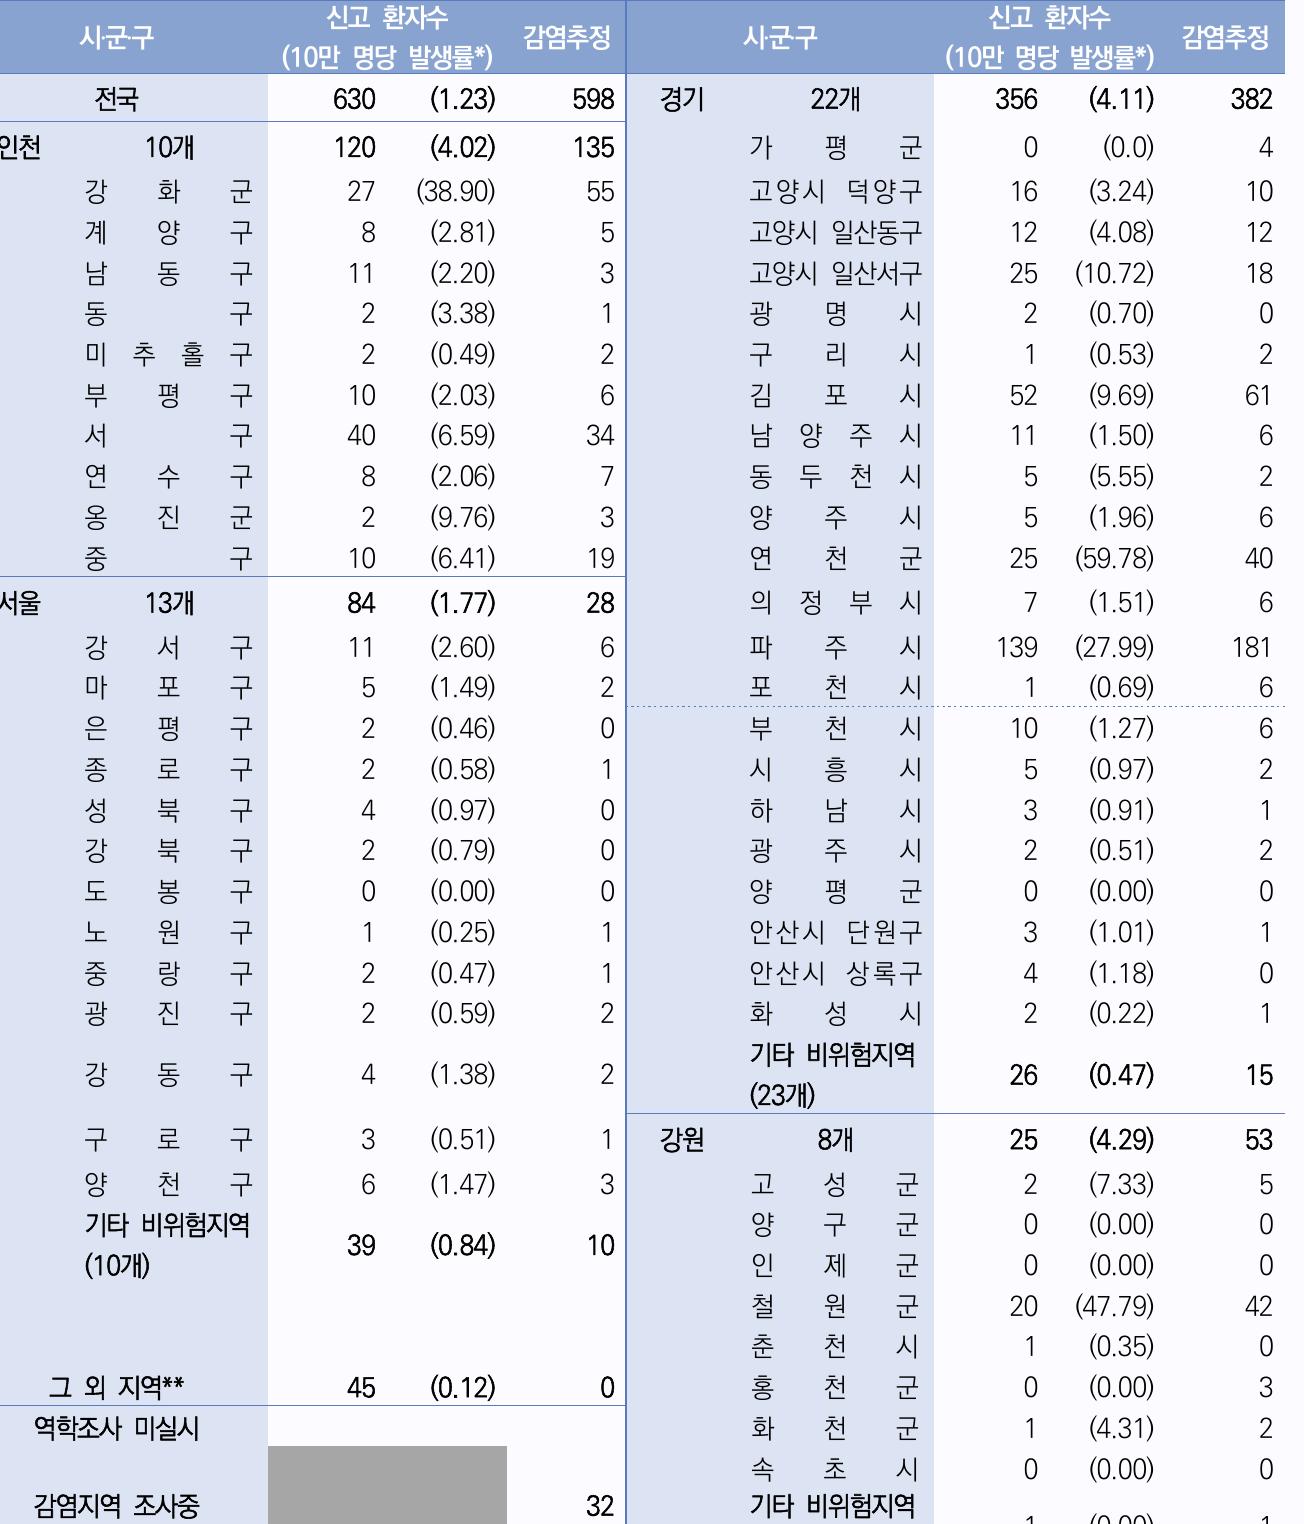 시·군·구 신고 환자수 (10만 명당 발생률*) 감염추정
전국 630 (1.23) 598
인천 10개 120 (4.02) 135
강 화 군 27 (38.90) 55
계 양 구 8 (2.81) 5
남 동 구 11 (2.20) 3
동 구 2 (3.38) 1
미 추 홀 구 2 (0.49) 2
부 평 구 10 (2.03) 6
서 구 40 (6.59) 34
연 수 구 8 (2.06) 7
옹 진 군 2 (9.76) 3
중 구 10 (6.41) 19
서울 13개 84 (1.77) 28
강 서 구 11 (2.60) 6
마 포 구 5 (1.49) 2
은 평 구 2 (0.46) 0
종 로 구 2 (0.58) 1
성 북 구 4 (0.97) 0
강 북 구 2 (0.79) 0
도 봉 구 0 (0.00) 0
노 원 구 1 (0.25) 1
중 랑 구 2 (0.47) 1
광 진 구 2 (0.59) 2
강 동 구 4 (1.38) 2
구 로 구 3 (0.51) 1
양 천 구 6 (1.47) 3
기타 비위험지역
(10개) 39 (0.84) 10
그 외 지역** 45 (0.12) 0
역학조사 미실시
감염지역 조사중 32
시·군·구 신고 환자수 (10만 명당 발생률*) 감염추정
경기 22개 356 (4.11) 382
가 평 군 0 (0.0) 4
고양시 덕양구 16 (3.24) 10
고양시 일산동구 12 (4.08) 12
고양시 일산서구 25 (10.72) 18
광 명 시 2 (0.70) 0
구 리 시 1 (0.53) 2
김 포 시 52 (9.69) 61
남 양 주 시 11 (1.50) 6
동 두 천 시 5 (5.55) 2
양 주 시 5 (1.96) 6
연 천 군 25 (59.78) 40
의 정 부 시 7 (1.51) 6
파 주 시 139 (27.99) 181
포 천 시 1 (0.69) 6
부 천 시 10 (1.27) 6
시 흥 시 5 (0.97) 2
하 남 시 3 (0.91) 1
광 주 시 2 (0.51) 2
양 평 군 0 (0.00) 0
안산시 단원구 3 (1.01) 1
안산시 상록구 4 (1.18) 0
화 성 시 2 (0.22) 1
기타 비위험지역
(23개) 26 (0.47) 15
강원 8개 25 (4.29) 53
고 성 군 2 (7.33) 5
양 구 군 0 (0.00) 0
인 제 군 0 (0.00) 0
철 원 군 20 (47.79) 42
춘 천 시 1 (0.35) 0
홍 천 군 0 (0.00) 3
화 천 군 1 (4.31) 2
속 초 시 0 (0.00) 0
기타 비위험지역